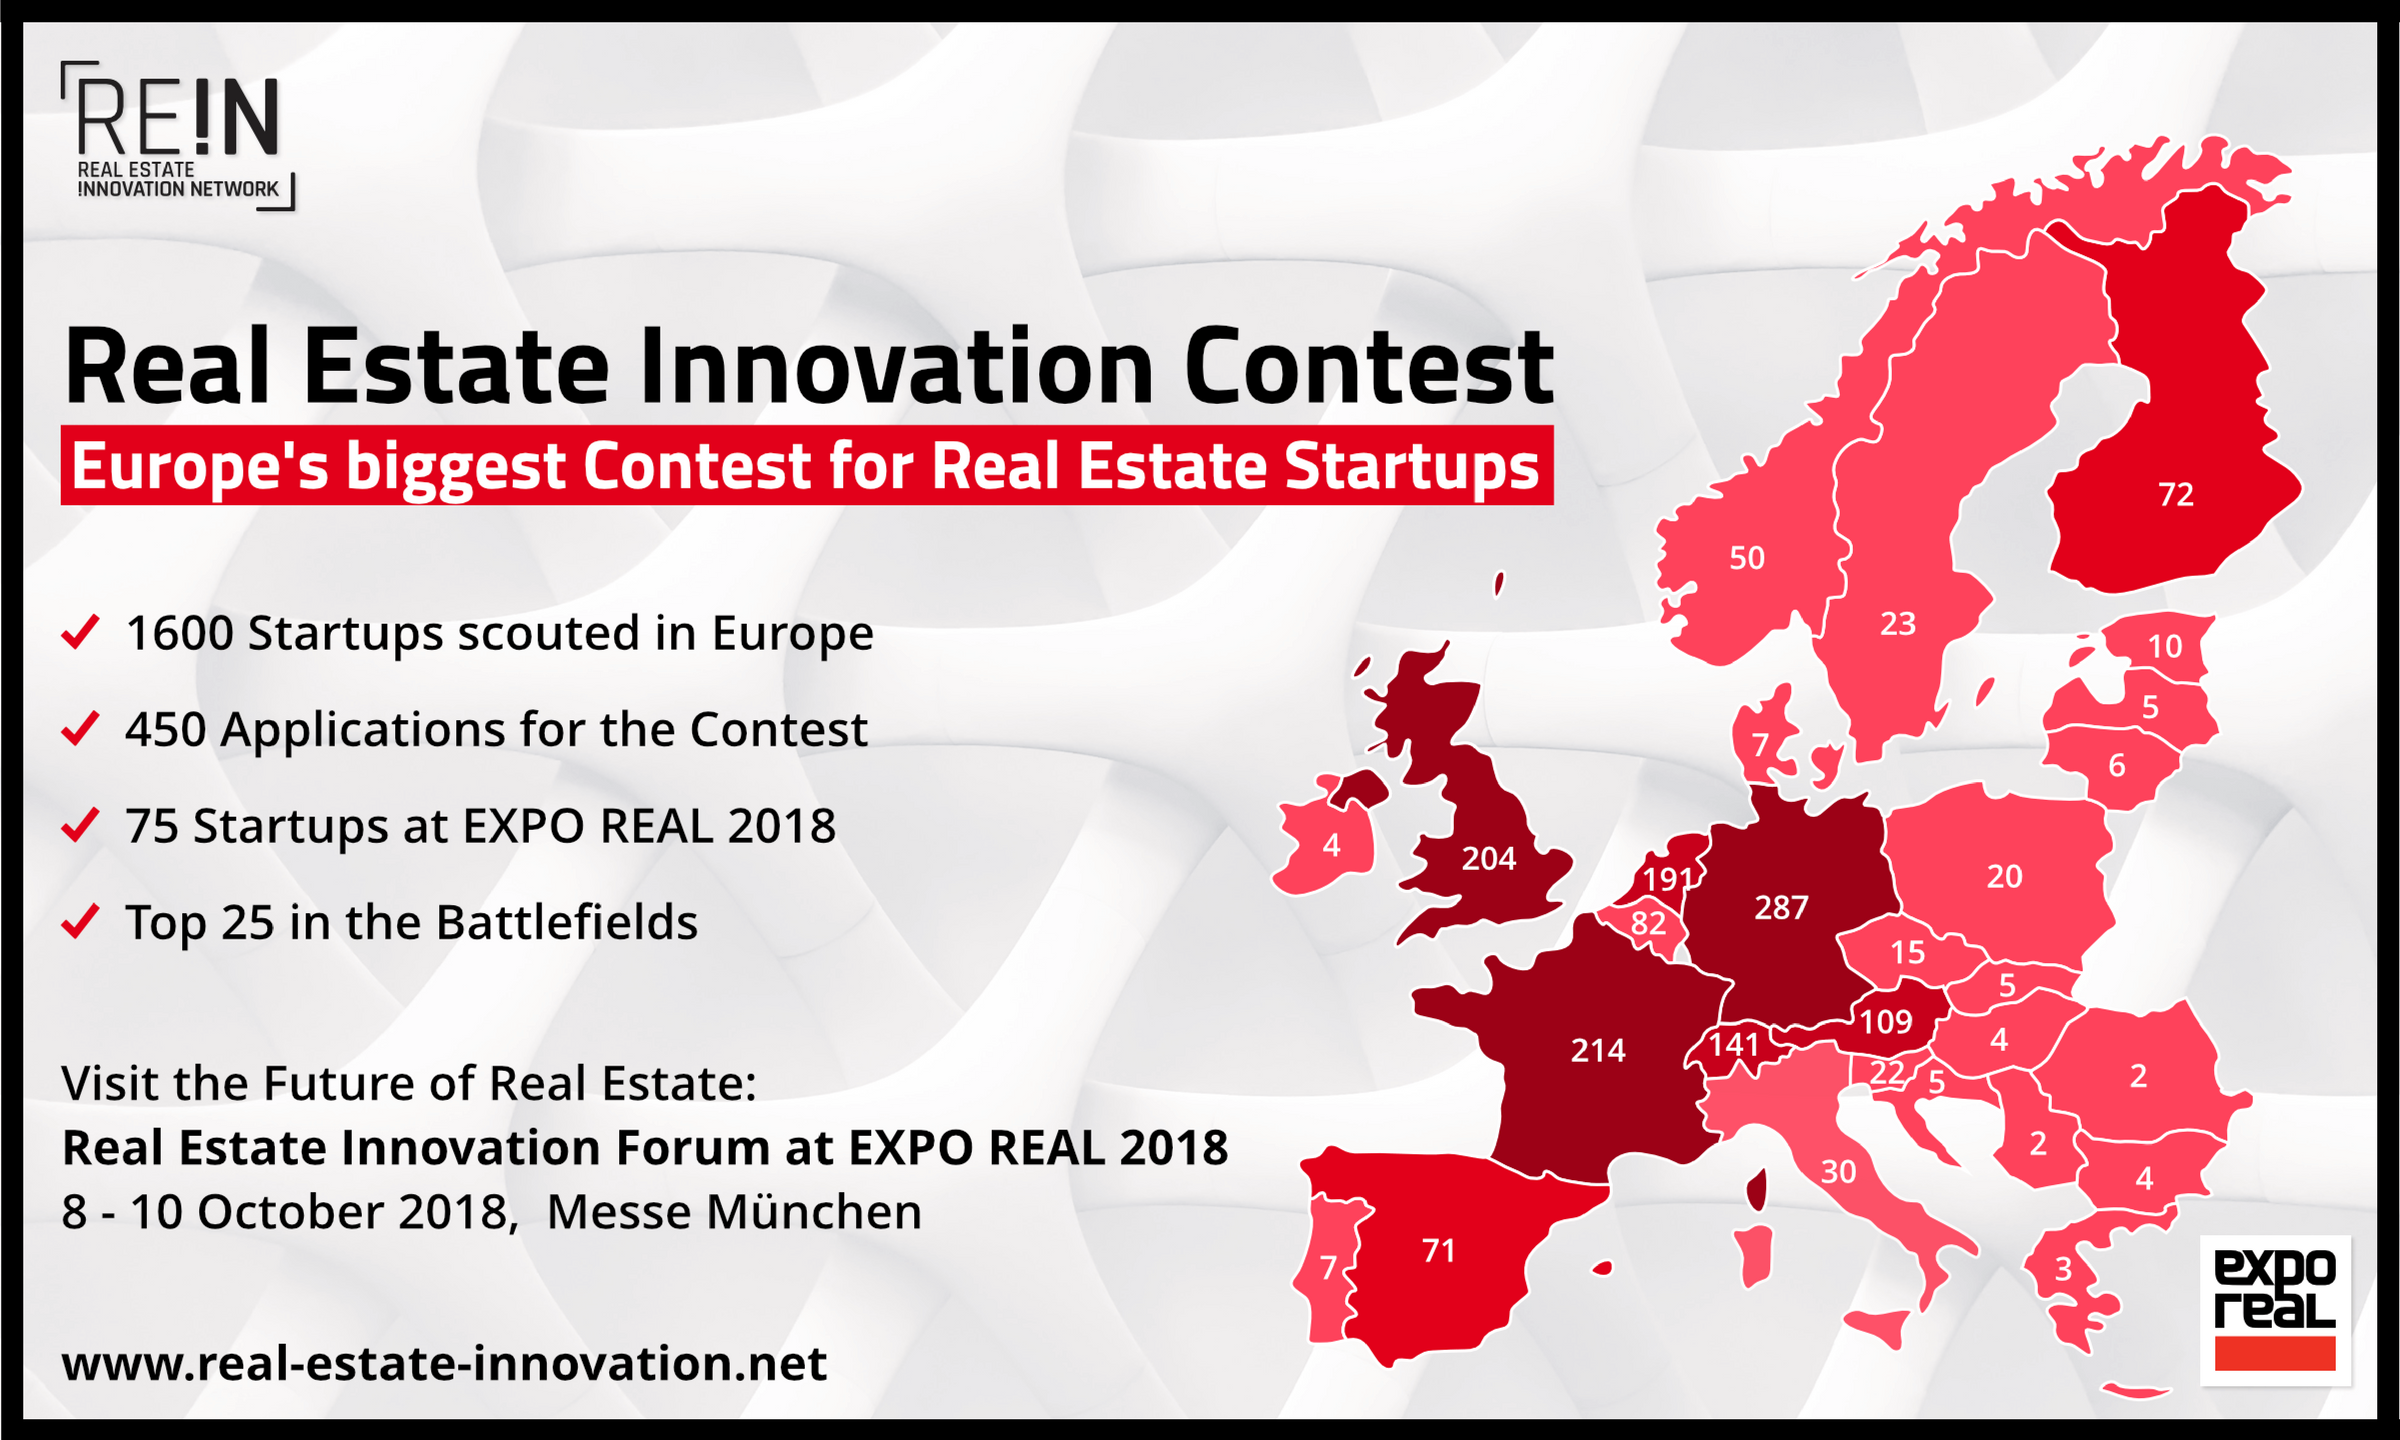 RE!N
REAL ESTATE
!NNOVATION NETWORK
Real Estate Innovation Contest
Europe's biggest Contest for Real Estate Startups
1600 Startups scouted in Europe
450 Applications for the Contest
75 Startups at EXPO REAL 2018
Top 25 in the Battlefields
Visit the Future of Real Estate:
Real Estate Innovation Forum at EXPO REAL 2018
8 - 10 October 2018, Messe München
www.real-estate-innovation.net
72
50
23
10
5
7
6
4
204
191
20
287
82
15
5
109
214
141
4
22
5
2
2
30
4
71
7
3
expo
real